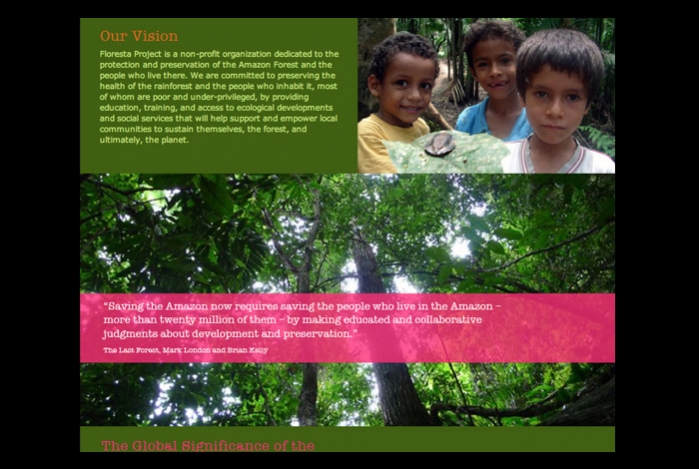 Our Vision
Floresta Project is a non-profit organization dedicated to the
protection and preservation of the Amazon Forest and the
people who live there. We are committed to preserving the
health of the rainforest and the people who inhabit it, most
of whom are poor and under-privileged, by providing
education, training, and access to ecological developments
and social services that will help support and empower local
communities to sustain themselves, the forest, and
ultimately, the planet.
“Saving the Amazon now requires saving the people who live in the Amazon –
more than twenty million of them – by making educated and collaborative
judgments about development and preservation.”
The Last Forest, Mark London and Brian Kelly
The Global Significance of the